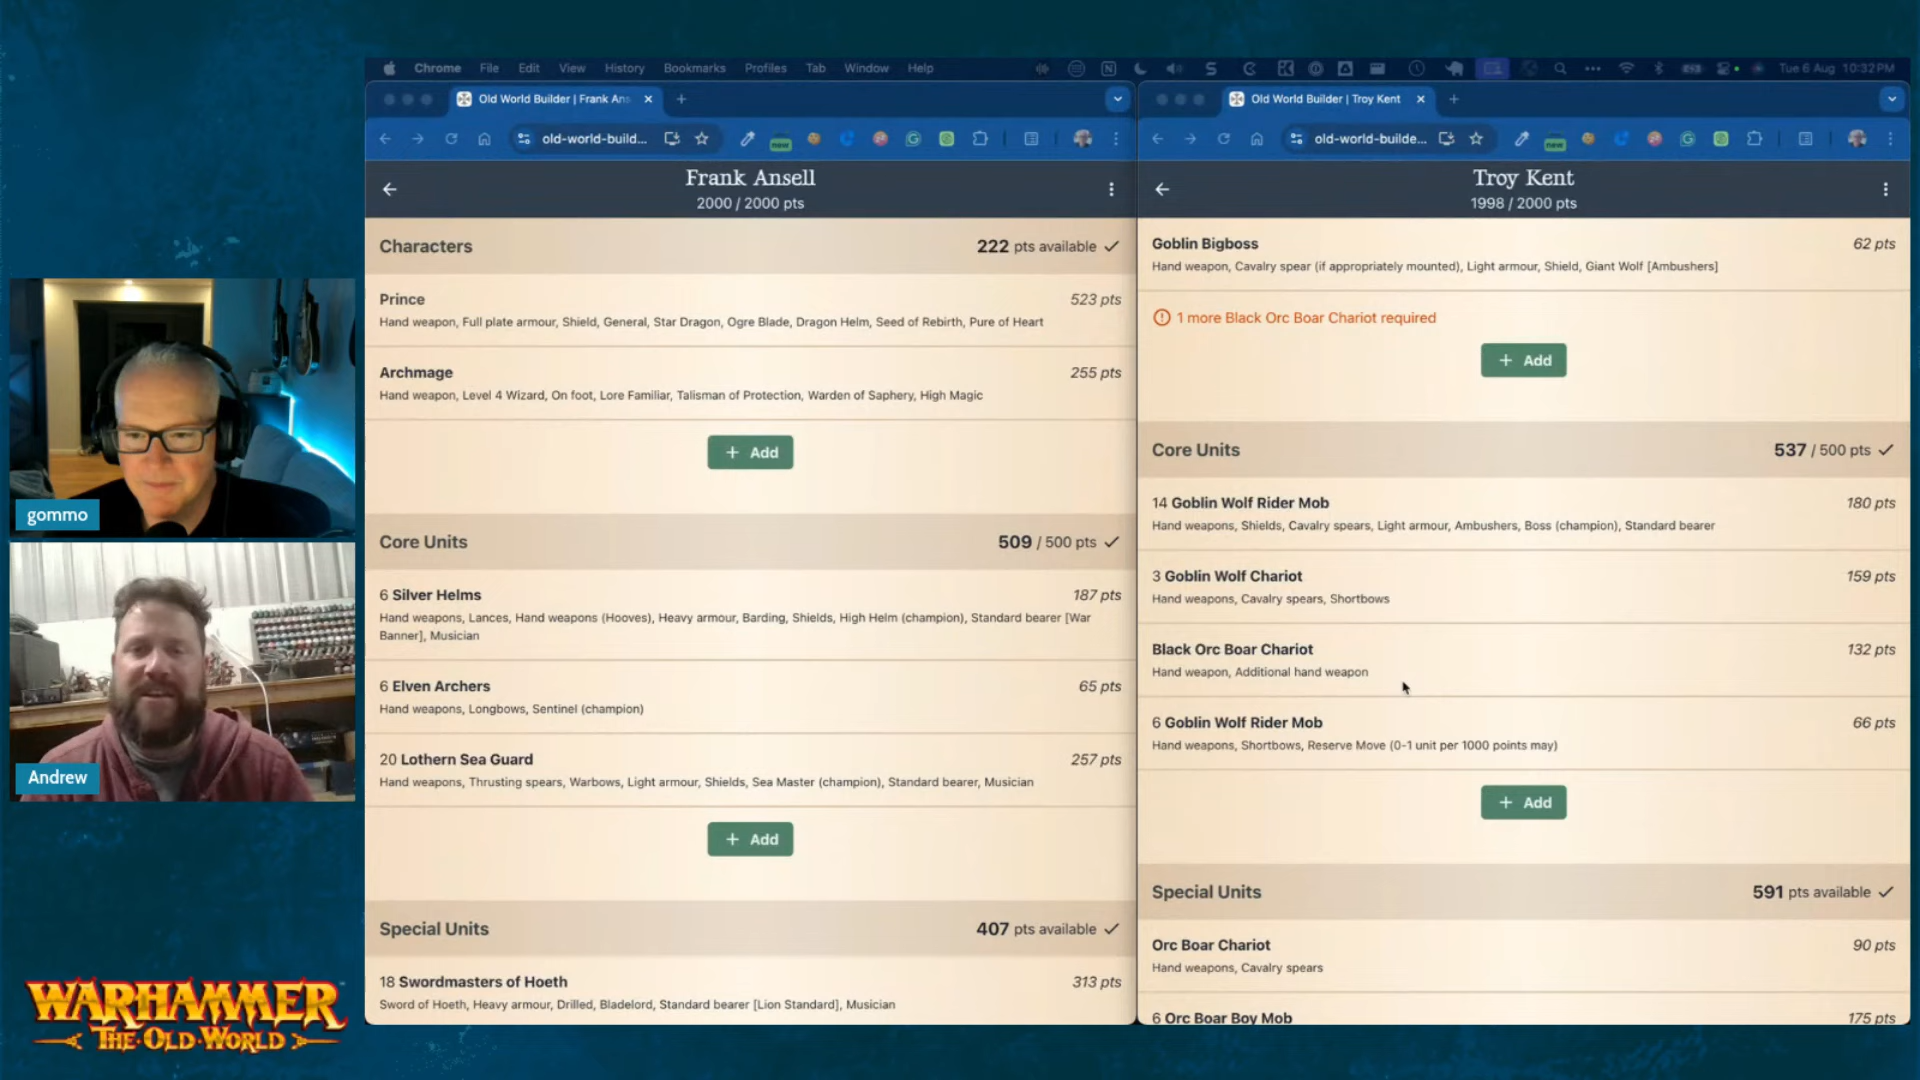 Chrome File Edit View History Bookmarks Profiles Tab Window Help
Tue 6 Aug 10:32PM
Old World Builder | Frank Ans
old-world-build...
new
Frank Ansell
2000 / 2000 pts
Characters 222 pts available
Prince 523 pts
Hand weapon, Full plate armour, Shield, General, Star Dragon, Ogre Blade, Dragon Helm, Seed of Rebirth, Pure of Heart
Archmage 255 pts
Hand weapon, Level 4 Wizard, On foot, Lore Familiar, Talisman of Protection, Warden of Saphery, High Magic
+ Add
Core Units 509 / 500 pts
6 Silver Helms 187 pts
Hand weapons, Lances, Hand weapons (Hooves), Heavy armour, Barding, Shields, High Helm (champion), Standard bearer [War
Banner], Musician
6 Elven Archers 65 pts
Hand weapons, Longbows, Sentinel (champion)
20 Lothern Sea Guard 257 pts
Hand weapons, Thrusting spears, Warbows, Light armour, Shields, Sea Master (champion), Standard bearer, Musician
+ Add
Special Units 407 pts available
18 Swordmasters of Hoeth 313 pts
Sword of Hoeth, Heavy armour, Drilled, Bladelord, Standard bearer [Lion Standard], Musician
Old World Builder | Troy Kent
old-world-builde...
new
Troy Kent
1998 / 2000 pts
Goblin Bigboss 62 pts
Hand weapon, Cavalry spear (if appropriately mounted), Light armour, Shield, Giant Wolf [Ambushers]
1 more Black Orc Boar Chariot required
+ Add
Core Units 537 / 500 pts
14 Goblin Wolf Rider Mob 180 pts
Hand weapons, Shields, Cavalry spears, Light armour, Ambushers, Boss (champion), Standard bearer
3 Goblin Wolf Chariot 159 pts
Hand weapons, Cavalry spears, Shortbows
Black Orc Boar Chariot 132 pts
Hand weapon, Additional hand weapon
6 Goblin Wolf Rider Mob 66 pts
Hand weapons, Shortbows, Reserve Move (0-1 unit per 1000 points may)
+ Add
Special Units 591 pts available
Orc Boar Chariot 90 pts
Hand weapons, Cavalry spears
6 Orc Boar Boy Mob 175 pts
gommo
Andrew
WARHAMMER
THE OLD WORLD